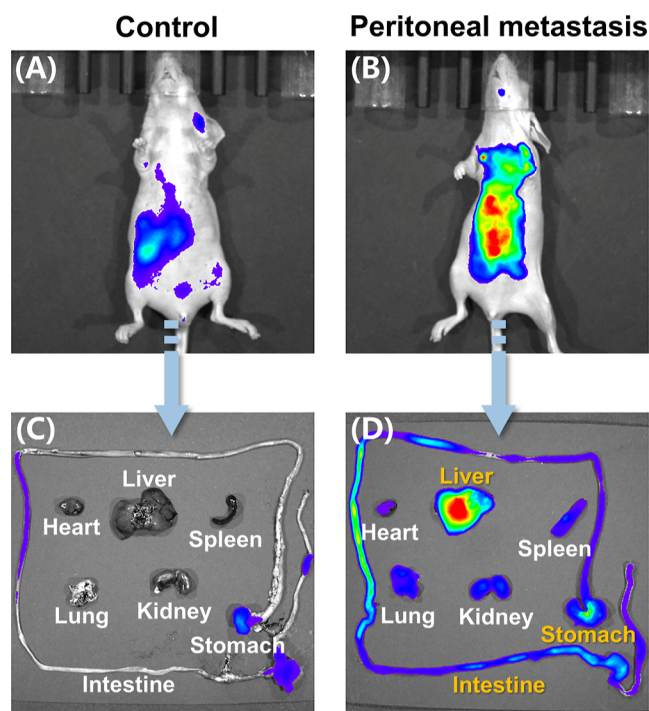 Control
Peritoneal metastasis
(A)
(B)
(C)
Liver
Heart
Spleen
Lung
Kidney
Stomach
Intestine
(D)
Liver
Heart
Spleen
Lung
Kidney
Stomach
Intestine